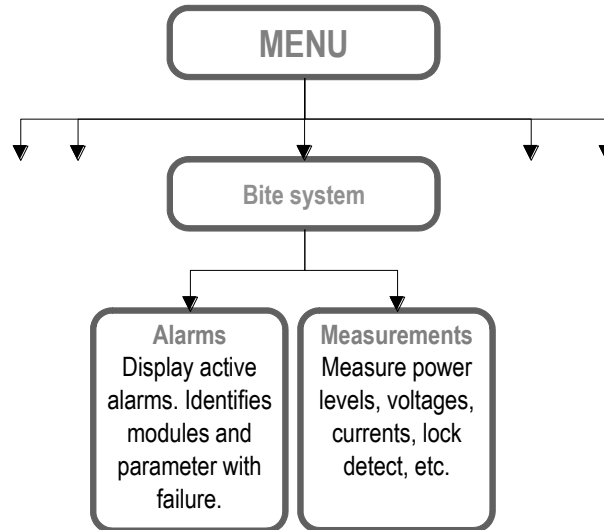 MENU
Bite system
Alarms
Display active
alarms. Identifies
modules and
parameter with
failure.
Measurements
Measure power
levels, voltages,
currents, lock
detect, etc.